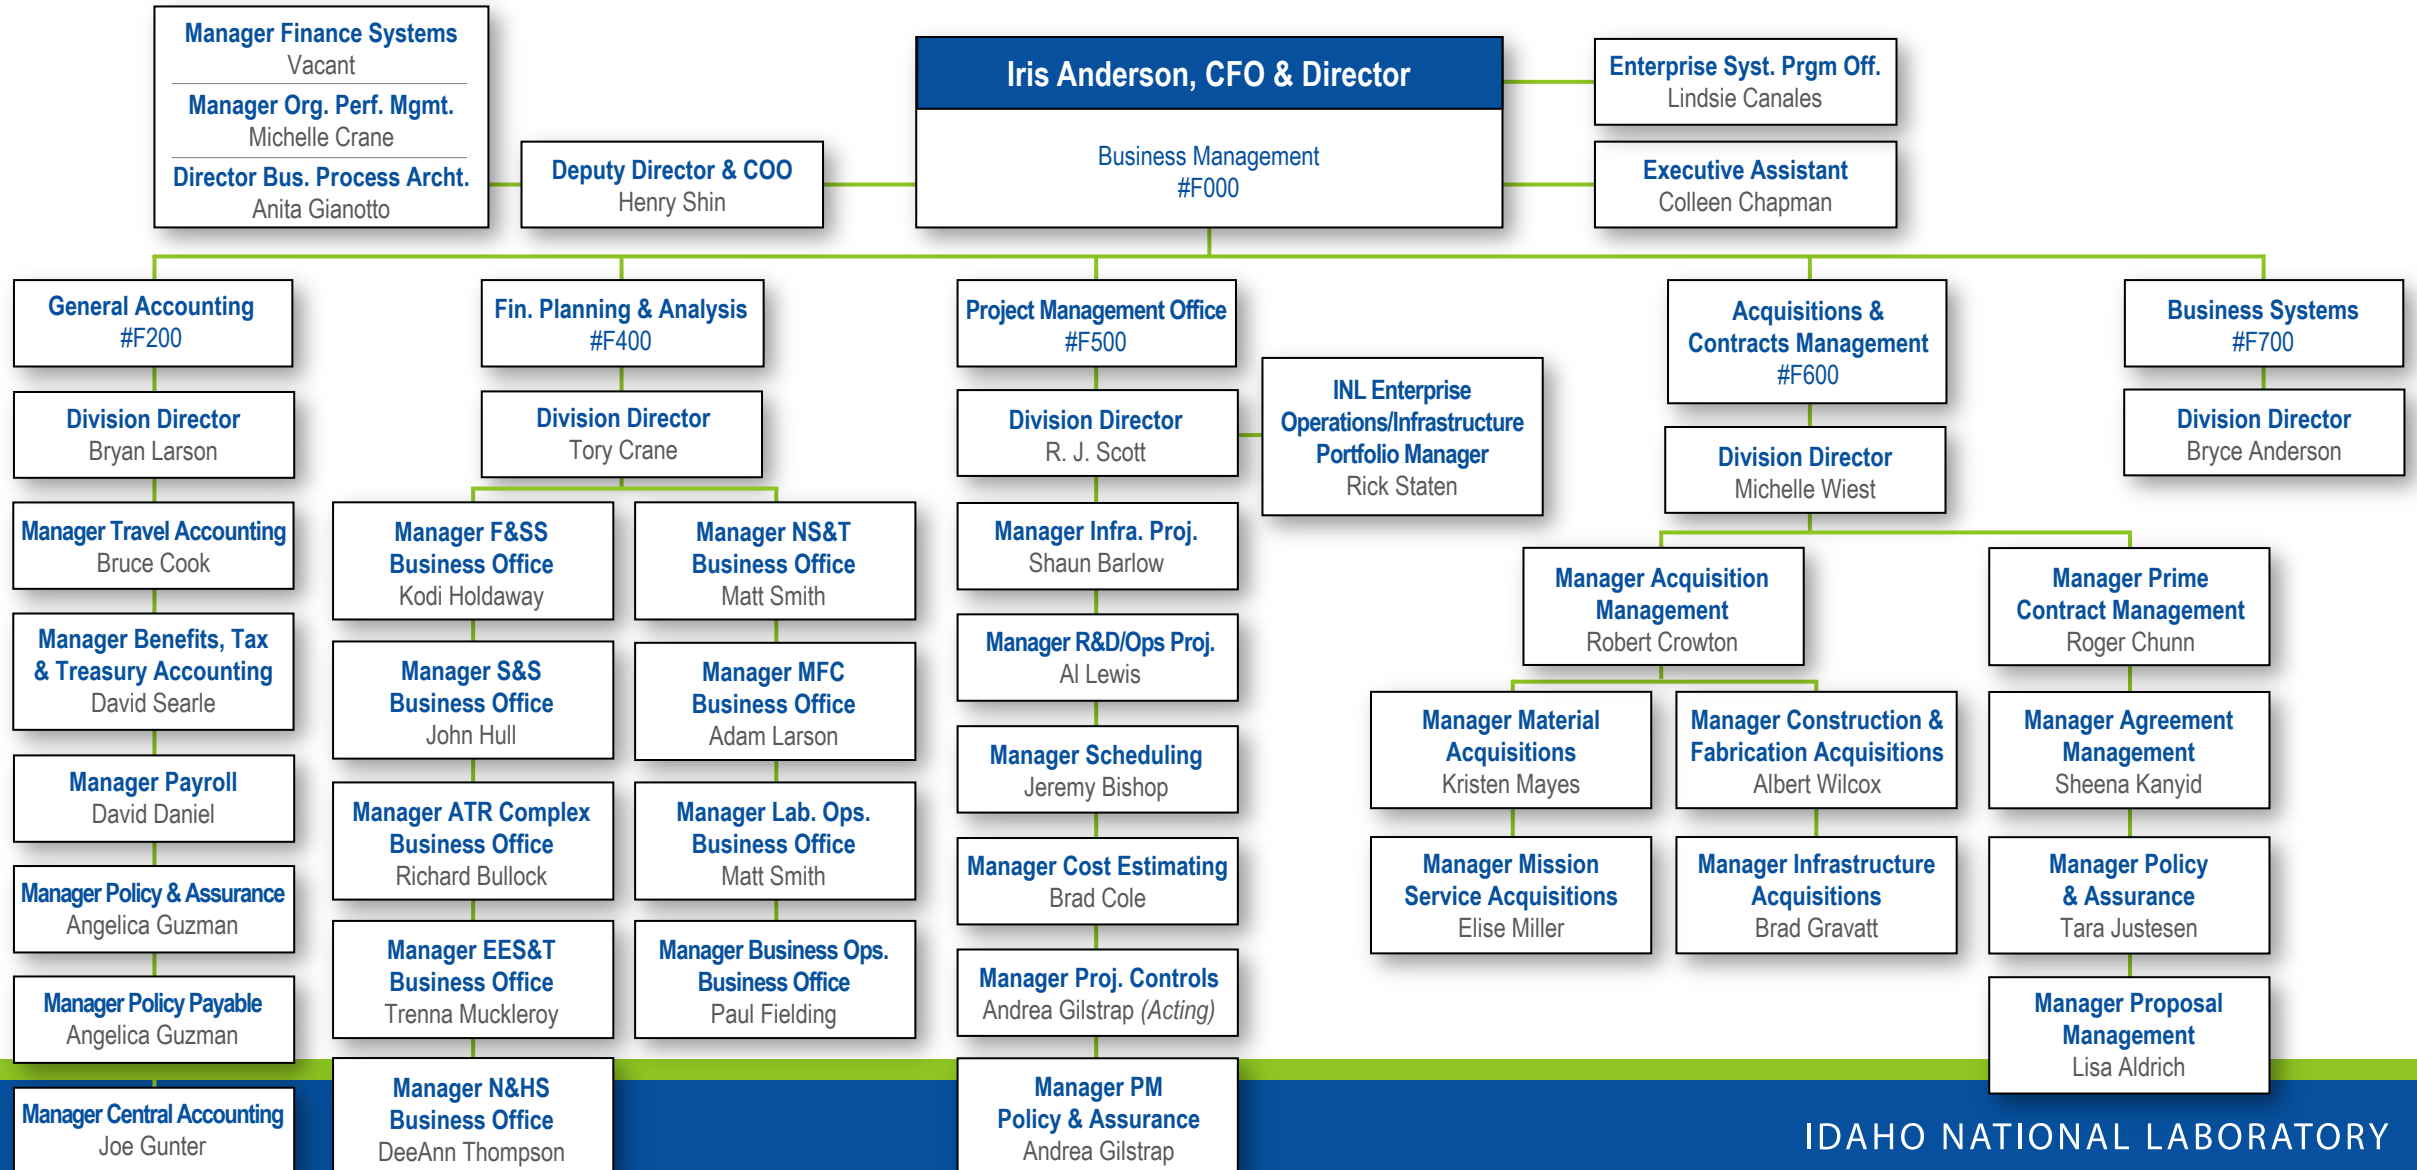 Manager Finance Systems
Vacant
Manager Org. Perf. Mgmt.
Michelle Crane
Director Bus. Process Archt.
Anita Gianotto
Deputy Director & COO
Henry Shin
Iris Anderson, CFO & Director
Business Management
#F000
Enterprise Syst. Prgm Off.
Lindsie Canales
Executive Assistant
Colleen Chapman
General Accounting
#F200
Division Director
Bryan Larson
Manager Travel Accounting
Bruce Cook
Manager Benefits, Tax
& Treasury Accounting
David Searle
Manager Payroll
David Daniel
Manager Policy & Assurance
Angelica Guzman
Manager Policy Payable
Angelica Guzman
Manager Central Accounting
Joe Gunter
Fin. Planning & Analysis
#F400
Division Director
Tory Crane
Manager F&SS
Business Office
Kodi Holdaway
Manager S&S
Business Office
John Hull
Manager ATR Complex
Business Office
Richard Bullock
Manager EES&T
Business Office
Trenna Muckleroy
Manager N&HS
Business Office
DeeAnn Thompson
Manager NS&T
Business Office
Matt Smith
Manager MFC
Business Office
Adam Larson
Manager Lab. Ops.
Business Office
Matt Smith
Manager Business Ops.
Business Office
Paul Fielding
Project Management Office
#F500
Division Director
R. J. Scott
INL Enterprise
Operations/Infrastructure
Portfolio Manager
Rick Staten
Manager Infra. Proj.
Shaun Barlow
Manager R&D/Ops Proj.
Al Lewis
Manager Scheduling
Jeremy Bishop
Manager Cost Estimating
Brad Cole
Manager Proj. Controls
Andrea Gilstrap (Acting)
Manager PM
Policy & Assurance
Andrea Gilstrap
Acquisitions &
Contracts Management
#F600
Division Director
Michelle Wiest
Manager Acquisition
Management
Robert Crowton
Manager Material
Acquisitions
Kristen Mayes
Manager Mission
Service Acquisitions
Elise Miller
Manager Construction &
Fabrication Acquisitions
Albert Wilcox
Manager Infrastructure
Acquisitions
Brad Gravatt
Manager Prime
Contract Management
Roger Chunn
Manager Agreement
Management
Sheena Kanyid
Manager Policy
& Assurance
Tara Justesen
Manager Proposal
Management
Lisa Aldrich
Business Systems
#F700
Division Director
Bryce Anderson
IDAHO NATIONAL LABORATORY